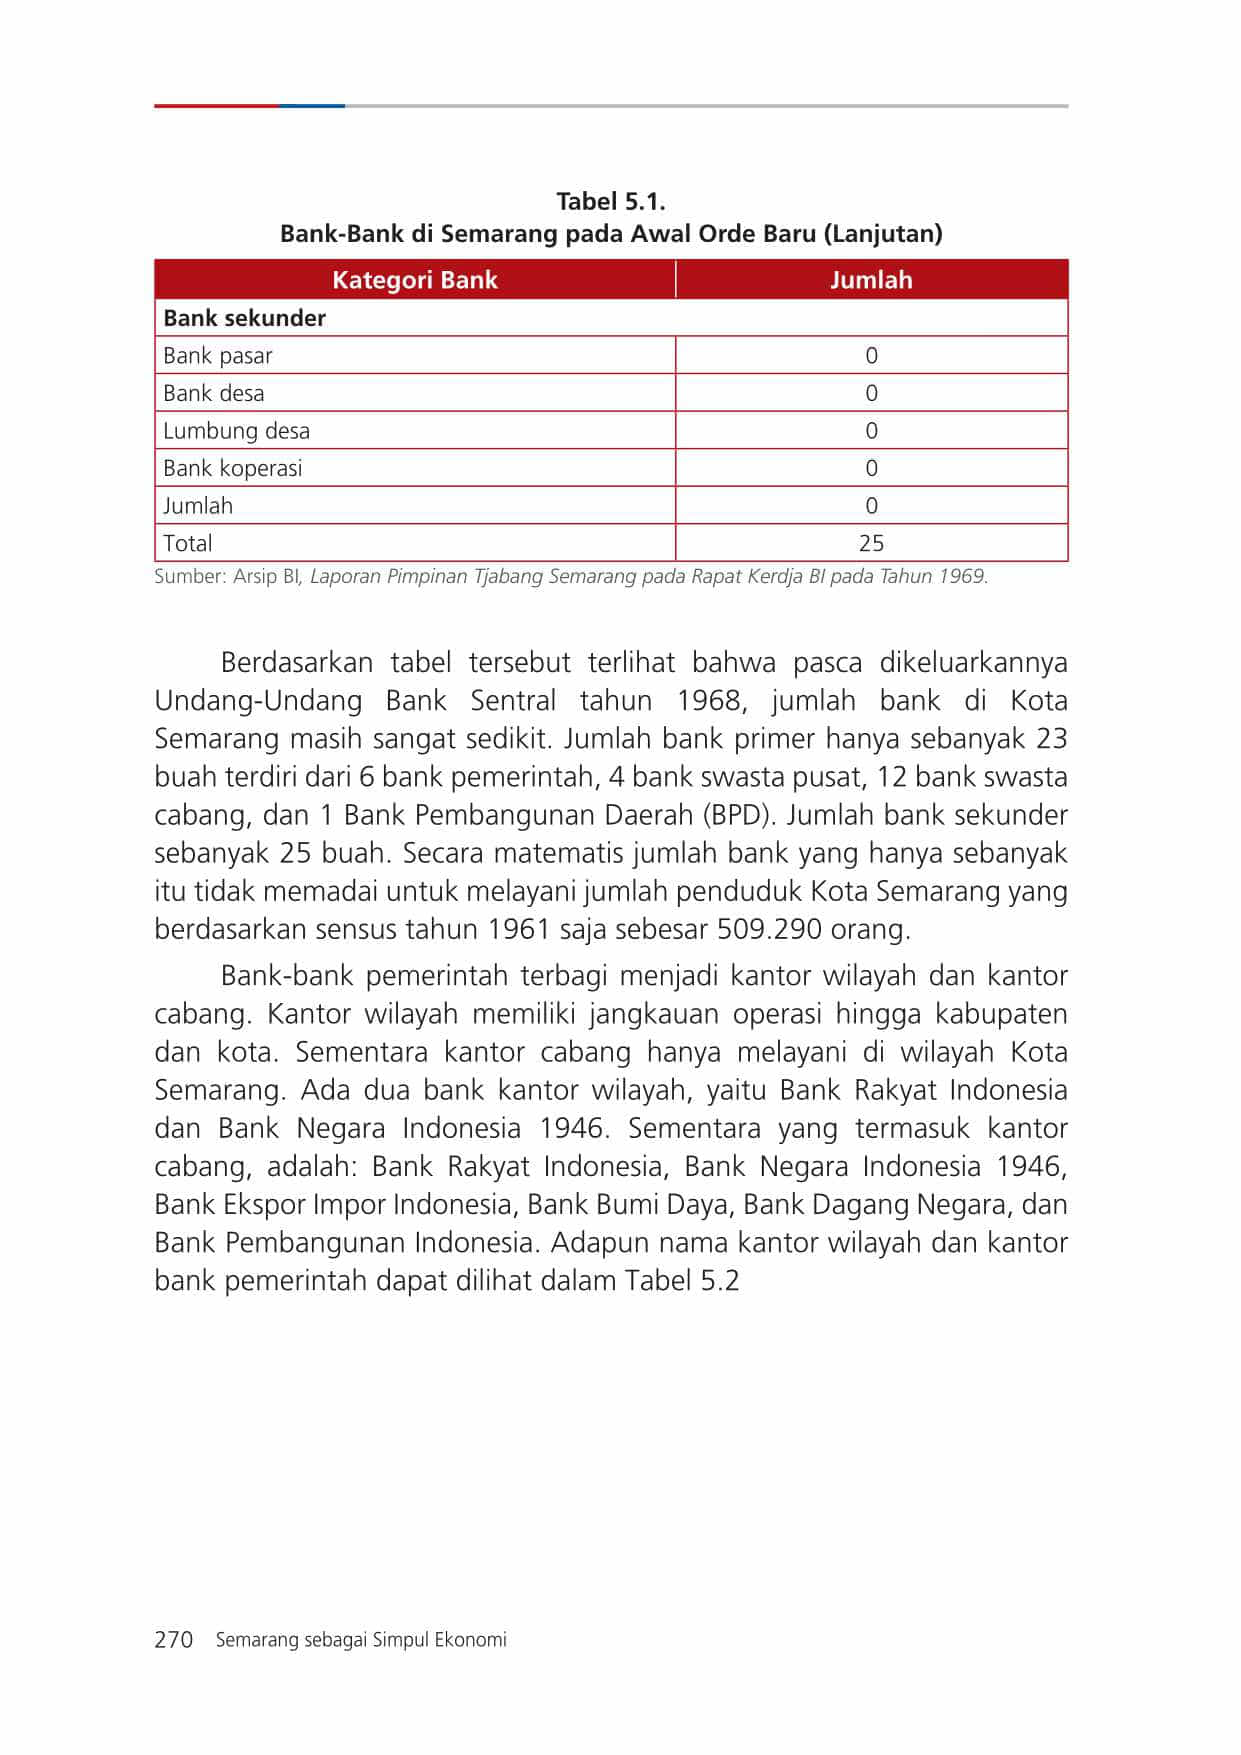 Tabel 5.1.
Bank-Bank di Semarang pada Awal Orde Baru (Lanjutan)
Kategori Bank Jumlah
Bank sekunder
Bank pasar 0
Bank desa 0
Lumbung desa 0
Bank koperasi 0
Jumlah 0
Total 25
Sumber: Arsip BI, Laporan Pimpinan Tjabang Semarang pada Rapat Kerdja BI pada Tahun 1969.
Berdasarkan tabel tersebut terlihat bahwa pasca dikeluarkannya
Undang-Undang Bank Sentral tahun 1968, jumlah bank di Kota
Semarang masih sangat sedikit. Jumlah bank primer hanya sebanyak 23
buah terdiri dari 6 bank pemerintah, 4 bank swasta pusat, 12 bank swasta
cabang, dan 1 Bank Pembangunan Daerah (BPD). Jumlah bank sekunder
sebanyak 25 buah. Secara matematis jumlah bank yang hanya sebanyak
itu tidak memadai untuk melayani jumlah penduduk Kota Semarang yang
berdasarkan sensus tahun 1961 saja sebesar 509.290 orang.
Bank-bank pemerintah terbagi menjadi kantor wilayah dan kantor
cabang. Kantor wilayah memiliki jangkauan operasi hingga kabupaten
dan kota. Sementara kantor cabang hanya melayani di wilayah Kota
Semarang. Ada dua bank kantor wilayah, yaitu Bank Rakyat Indonesia
dan Bank Negara Indonesia 1946. Sementara yang termasuk kantor
cabang, adalah: Bank Rakyat Indonesia, Bank Negara Indonesia 1946,
Bank Ekspor Impor Indonesia, Bank Bumi Daya, Bank Dagang Negara, dan
Bank Pembangunan Indonesia. Adapun nama kantor wilayah dan kantor
bank pemerintah dapat dilihat dalam Tabel 5.2
270 Semarang sebagai Simpul Ekonomi